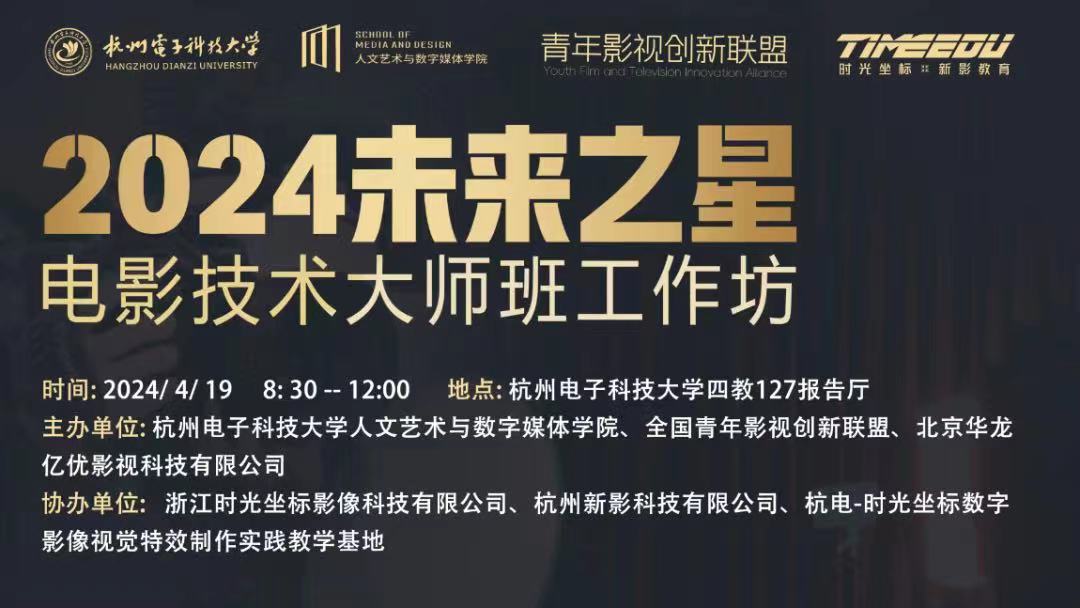 杭州電子科技大学
HANGZHOU DIANZI UNIVERSITY
SCHOOL OF
MEDIA AND DESIGN
人文艺术与数字媒体学院
青年影视创新联盟
Youth Film and Television Innovation Alliance
TIMEEDU
时光坐标 新影教育
2024未来之星
电影技术大师班工作坊
时间: 2024/ 4/ 19 8: 30 -- 12:00 地点: 杭州电子科技大学四教127报告厅
主办单位: 杭州电子科技大学人文艺术与数字媒体学院、全国青年影视创新联盟、北京华龙
亿优影视科技有限公司
协办单位: 浙江时光坐标影像科技有限公司、杭州新影科技有限公司、杭电-时光坐标数字
影像视觉特效制作实践教学基地